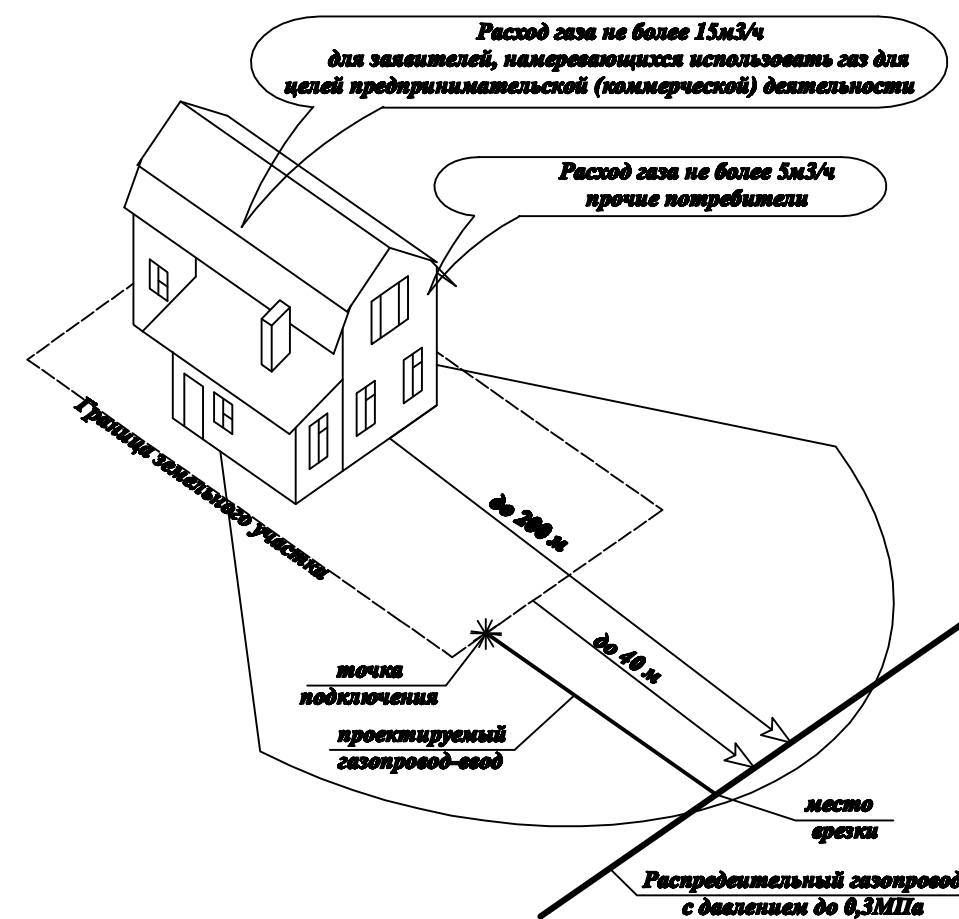 Расход газа не более 15м3/ч
для заявителей, намеревающихся использовать газ для
целей предпринимательской (коммерческой) деятельности
Расход газа не более 5м3/ч
прочие потребители
Граница земельного участка
до 200 м
до 40 м
точка
подключения
проектируемый
газопровод-ввод
место
врезки
Распредеительный газопровод
с давлением до 0,3МПа